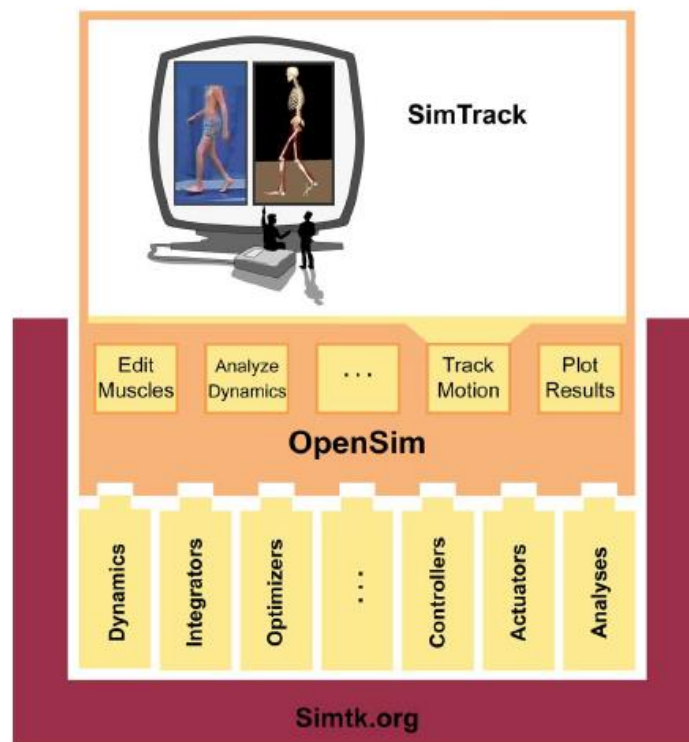 SimTrack
Edit
Muscles
Analyze
Dynamics
...
Track
Motion
Plot
Results
OpenSim
Dynamics
Integrators
Optimizers
...
Controllers
Actuators
Analyses
Simtk.org